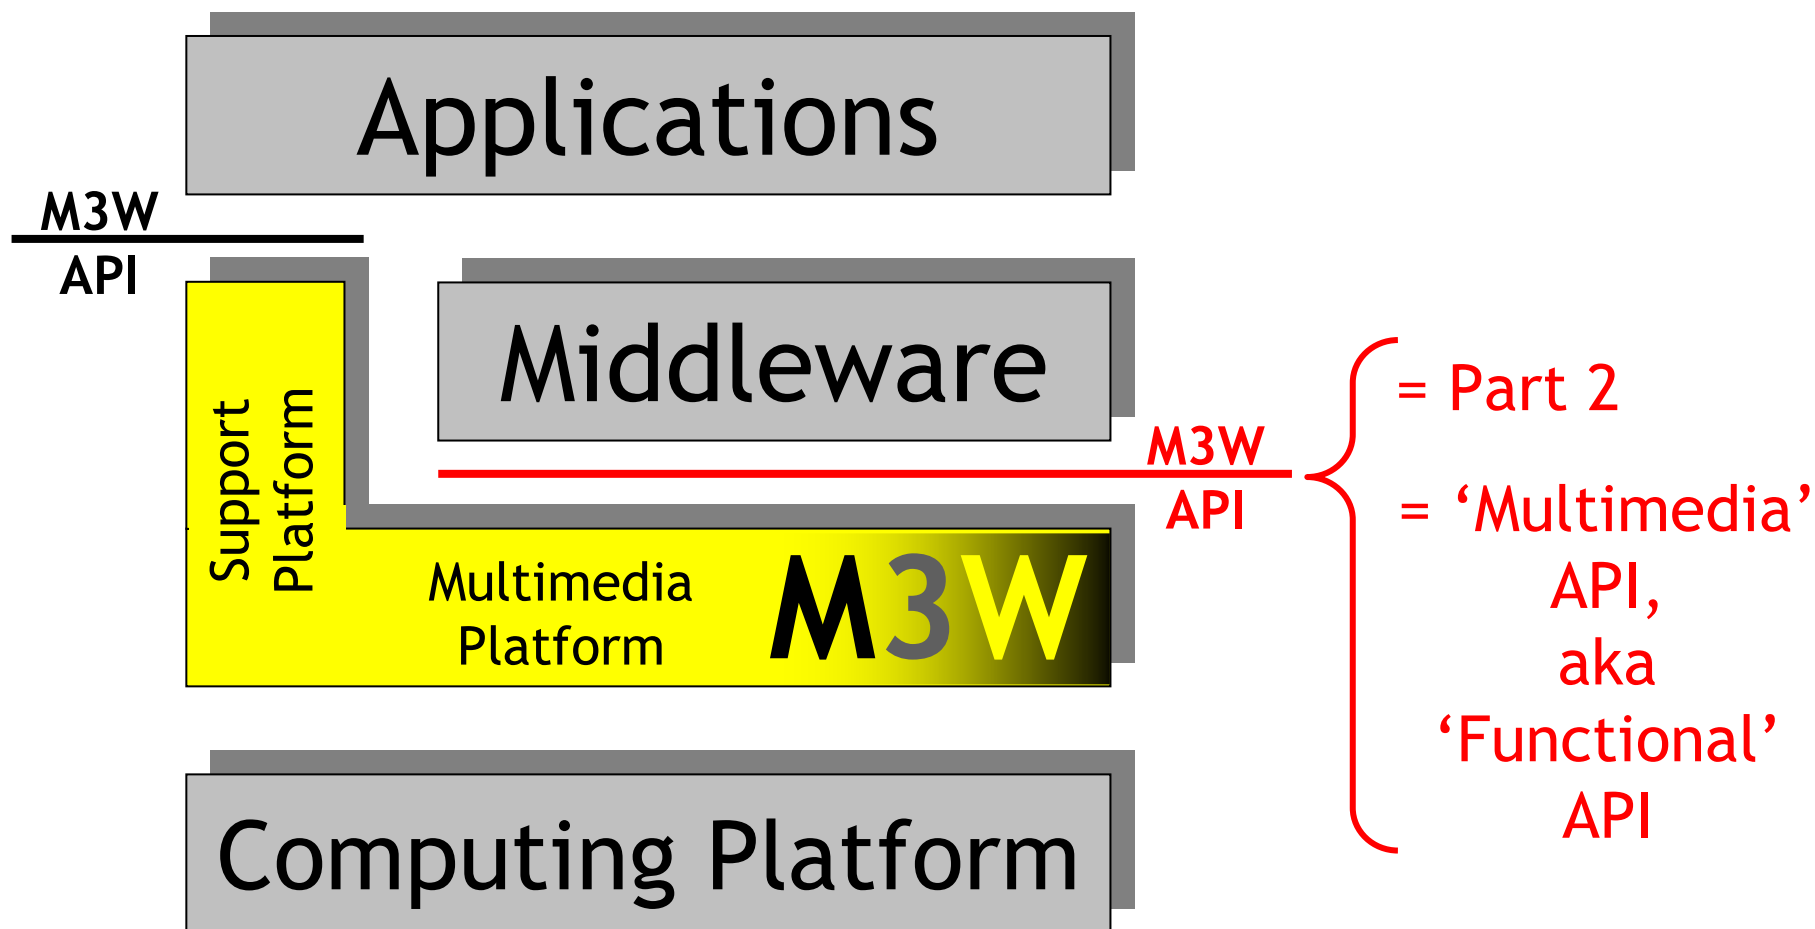 Applications
M3W
API
Middleware
Support
Platform
M3W
API
= Part 2
= ‘Multimedia’
API,
aka
‘Functional’
API
Multimedia
Platform
M3W
Computing Platform